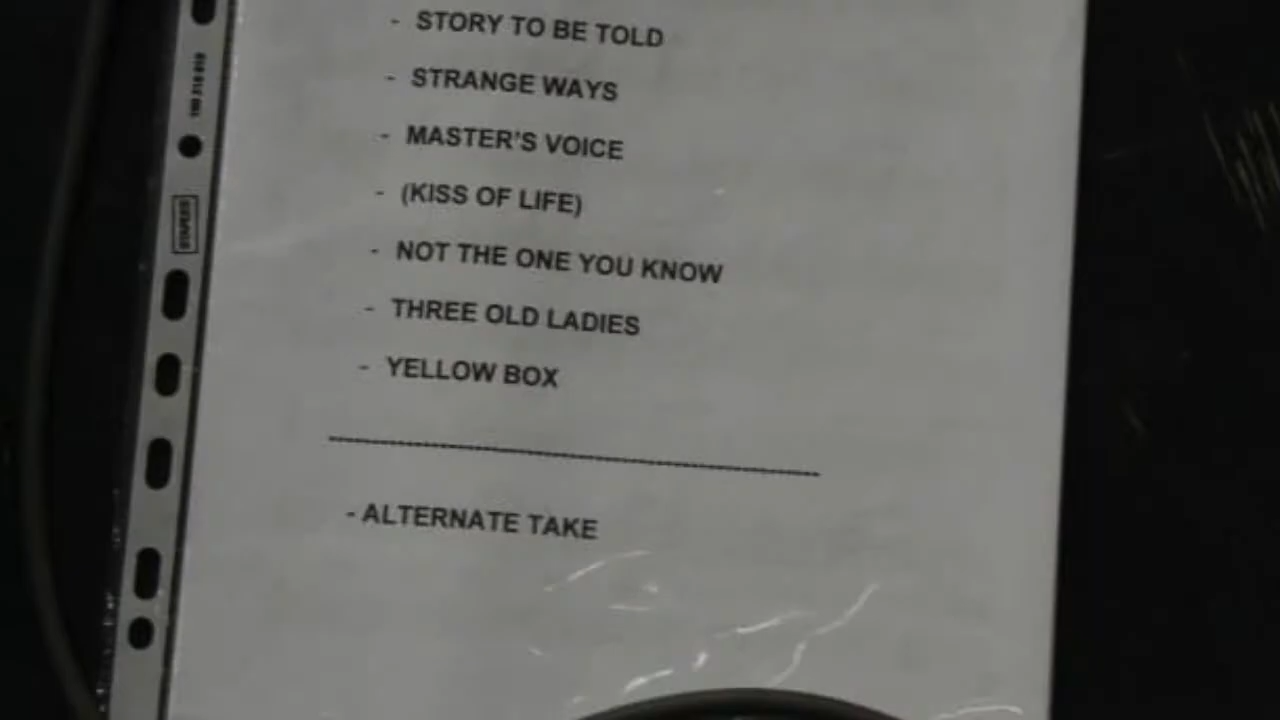 - STORY TO BE TOLD
- STRANGE WAYS
- MASTER'S VOICE
- (KISS OF LIFE)
- NOT THE ONE YOU KNOW
- THREE OLD LADIES
- YELLOW BOX
- ALTERNATE TAKE
STAPLES